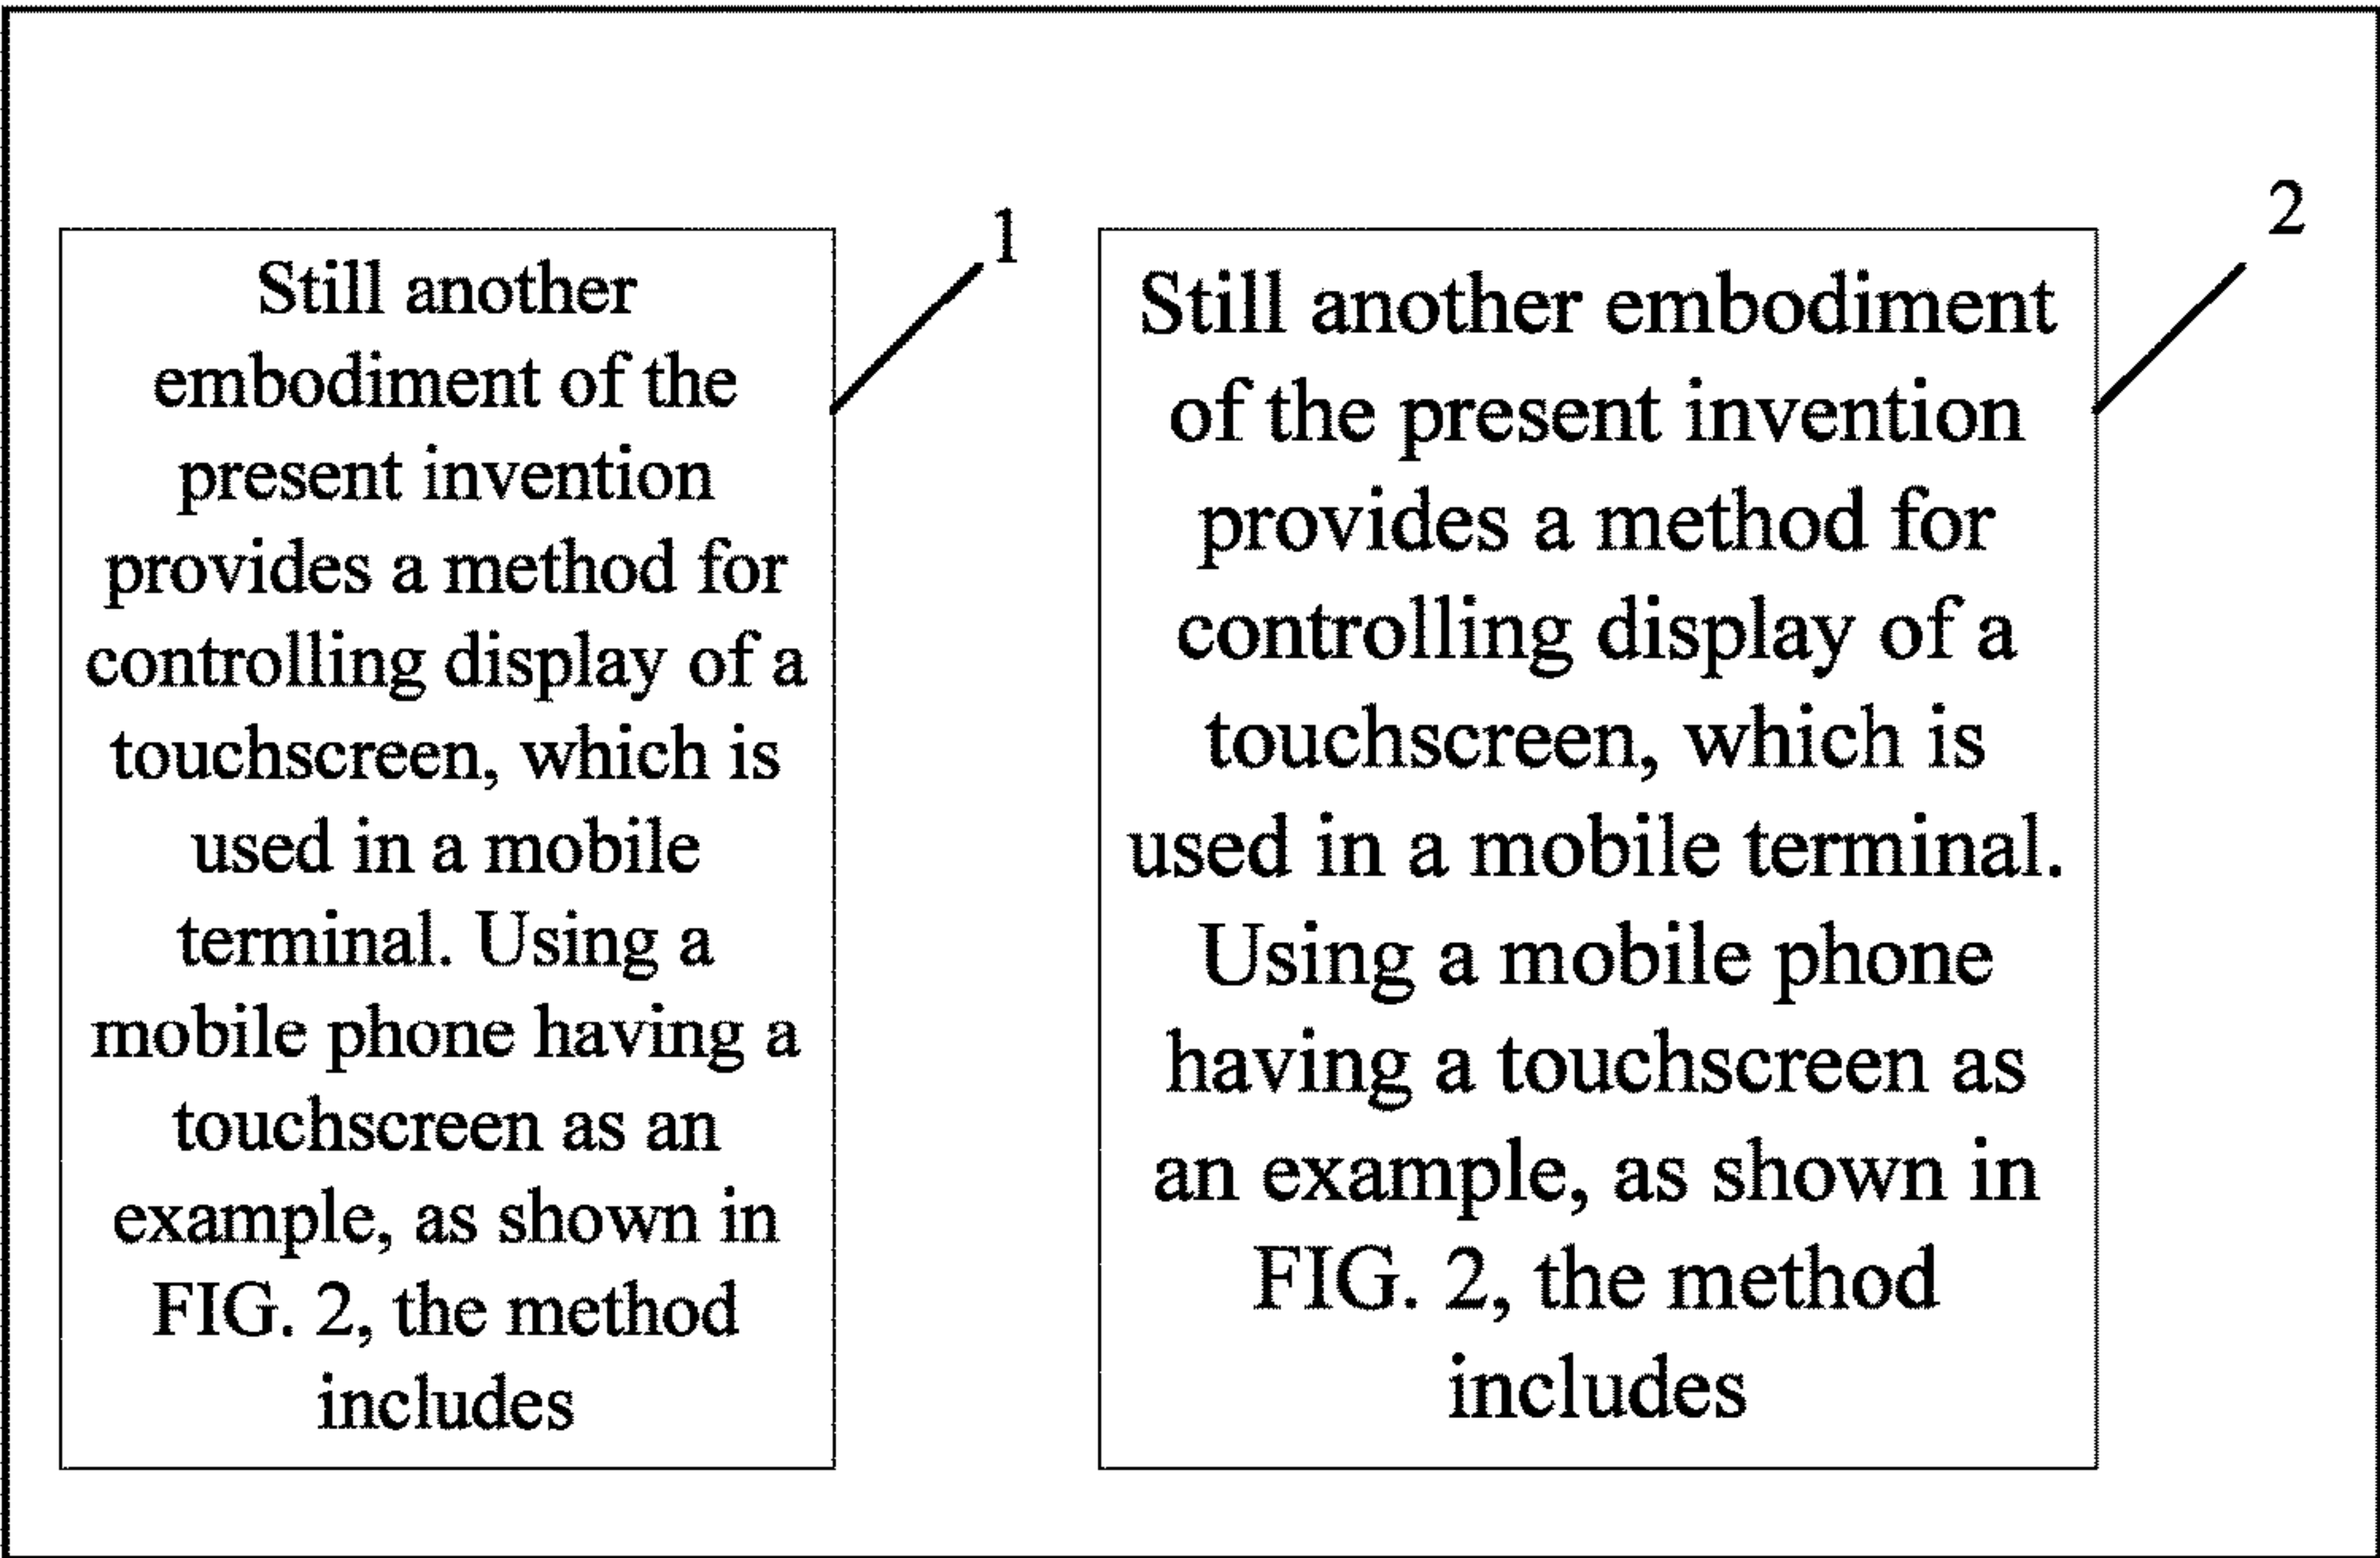 1
Still another
embodiment of the
present invention
provides a method for
controlling display of a
touchscreen, which is
used in a mobile
terminal. Using a
mobile phone having a
touchscreen as an
example, as shown in
FIG. 2, the method
includes
2
Still another embodiment
of the present invention
provides a method for
controlling display of a
touchscreen, which is
used in a mobile terminal.
Using a mobile phone
having a touchscreen as
an example, as shown in
FIG. 2, the method
includes